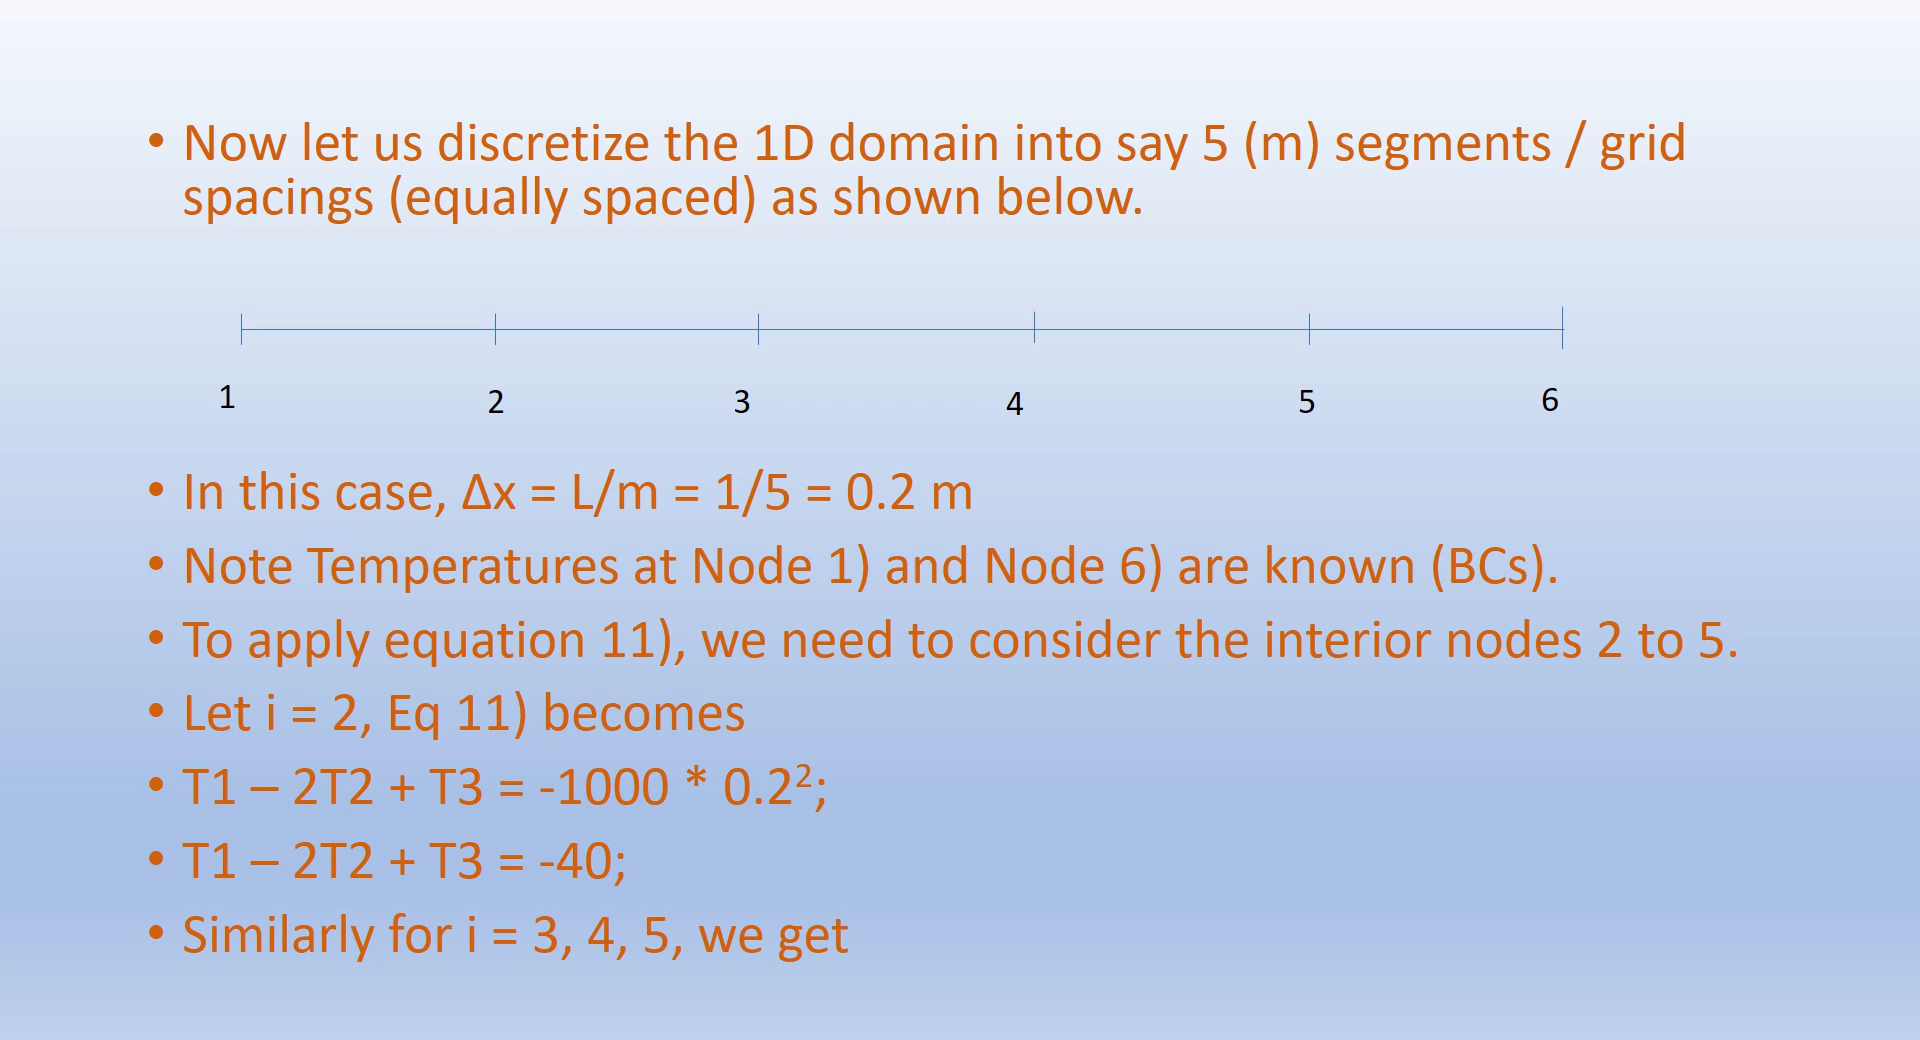 • Now let us discretize the 1D domain into say 5 (m) segments / grid
spacings (equally spaced) as shown below.
1 2 3 4 5 6
• In this case, Δx = L/m = 1/5 = 0.2 m
• Note Temperatures at Node 1) and Node 6) are known (BCs).
• To apply equation 11), we need to consider the interior nodes 2 to 5.
• Let i = 2, Eq 11) becomes
• T1 – 2T2 + T3 = -1000 * 0.2²;
• T1 – 2T2 + T3 = -40;
• Similarly for i = 3, 4, 5, we get